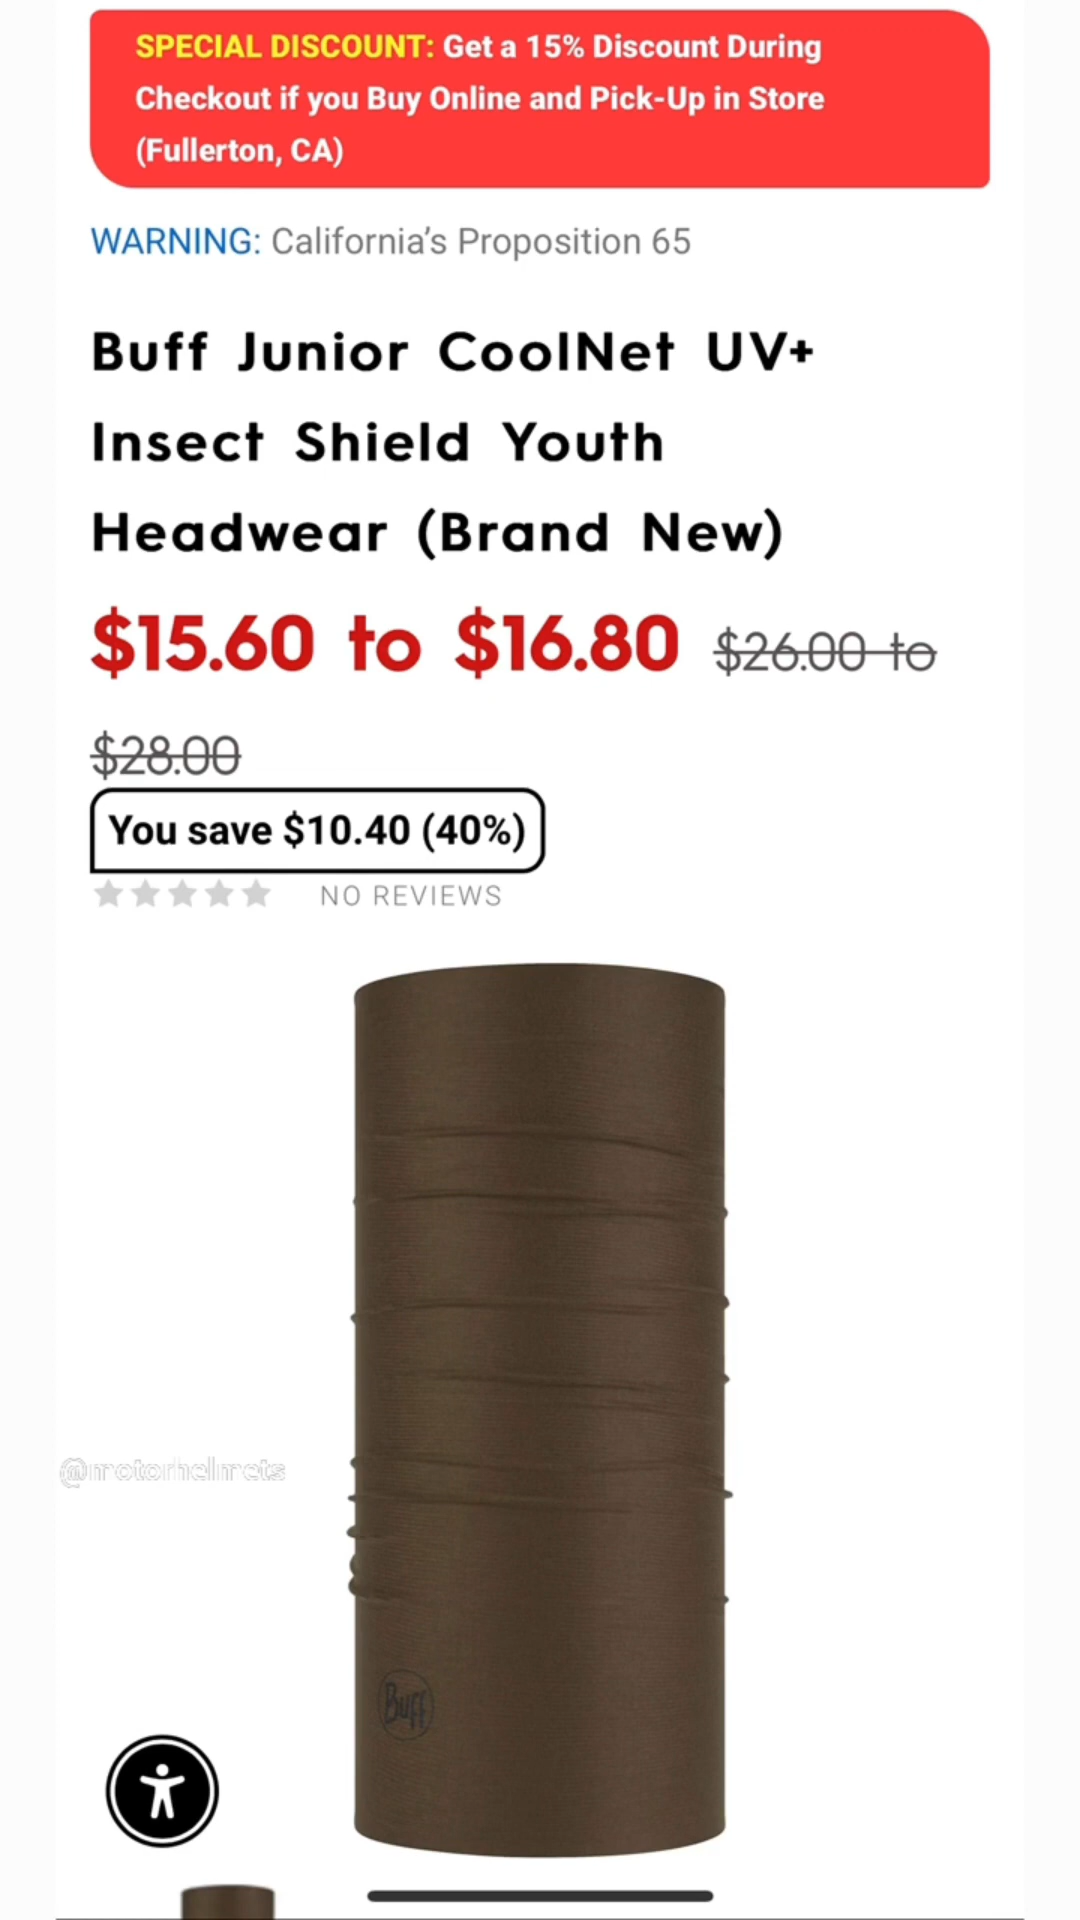 SPECIAL DISCOUNT: Get a 15% Discount During
Checkout if you Buy Online and Pick-Up in Store
(Fullerton, CA)
WARNING: California’s Proposition 65
Buff Junior CoolNet UV+
Insect Shield Youth
Headwear (Brand New)
$15.60 to $16.80 $26.00 to
$28.00
You save $10.40 (40%)
NO REVIEWS
@motorhelmets
Buff